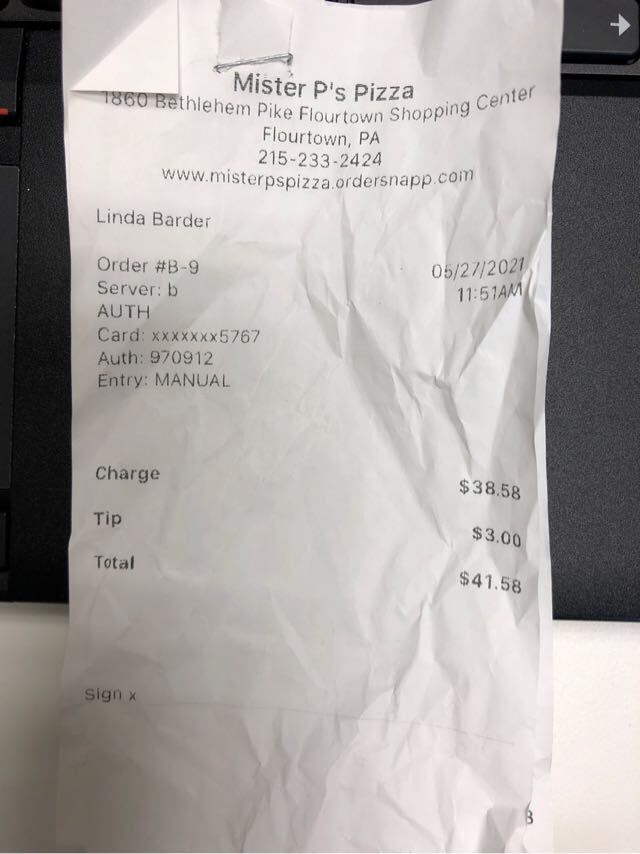 Mister P's Pizza
1860 Bethlehem Pike Flourtown Shopping Center
Flourtown, PA
215-233-2424
www.misterpspizza.ordersnapp.com
Linda Barder
Order #B-9 05/27/2021
Server: b 11:51AM
AUTH
Card: xxxxxxx5767
Auth: 970912
Entry: MANUAL
Charge $38.58
Tip $3.00
Total $41.58
Sign x